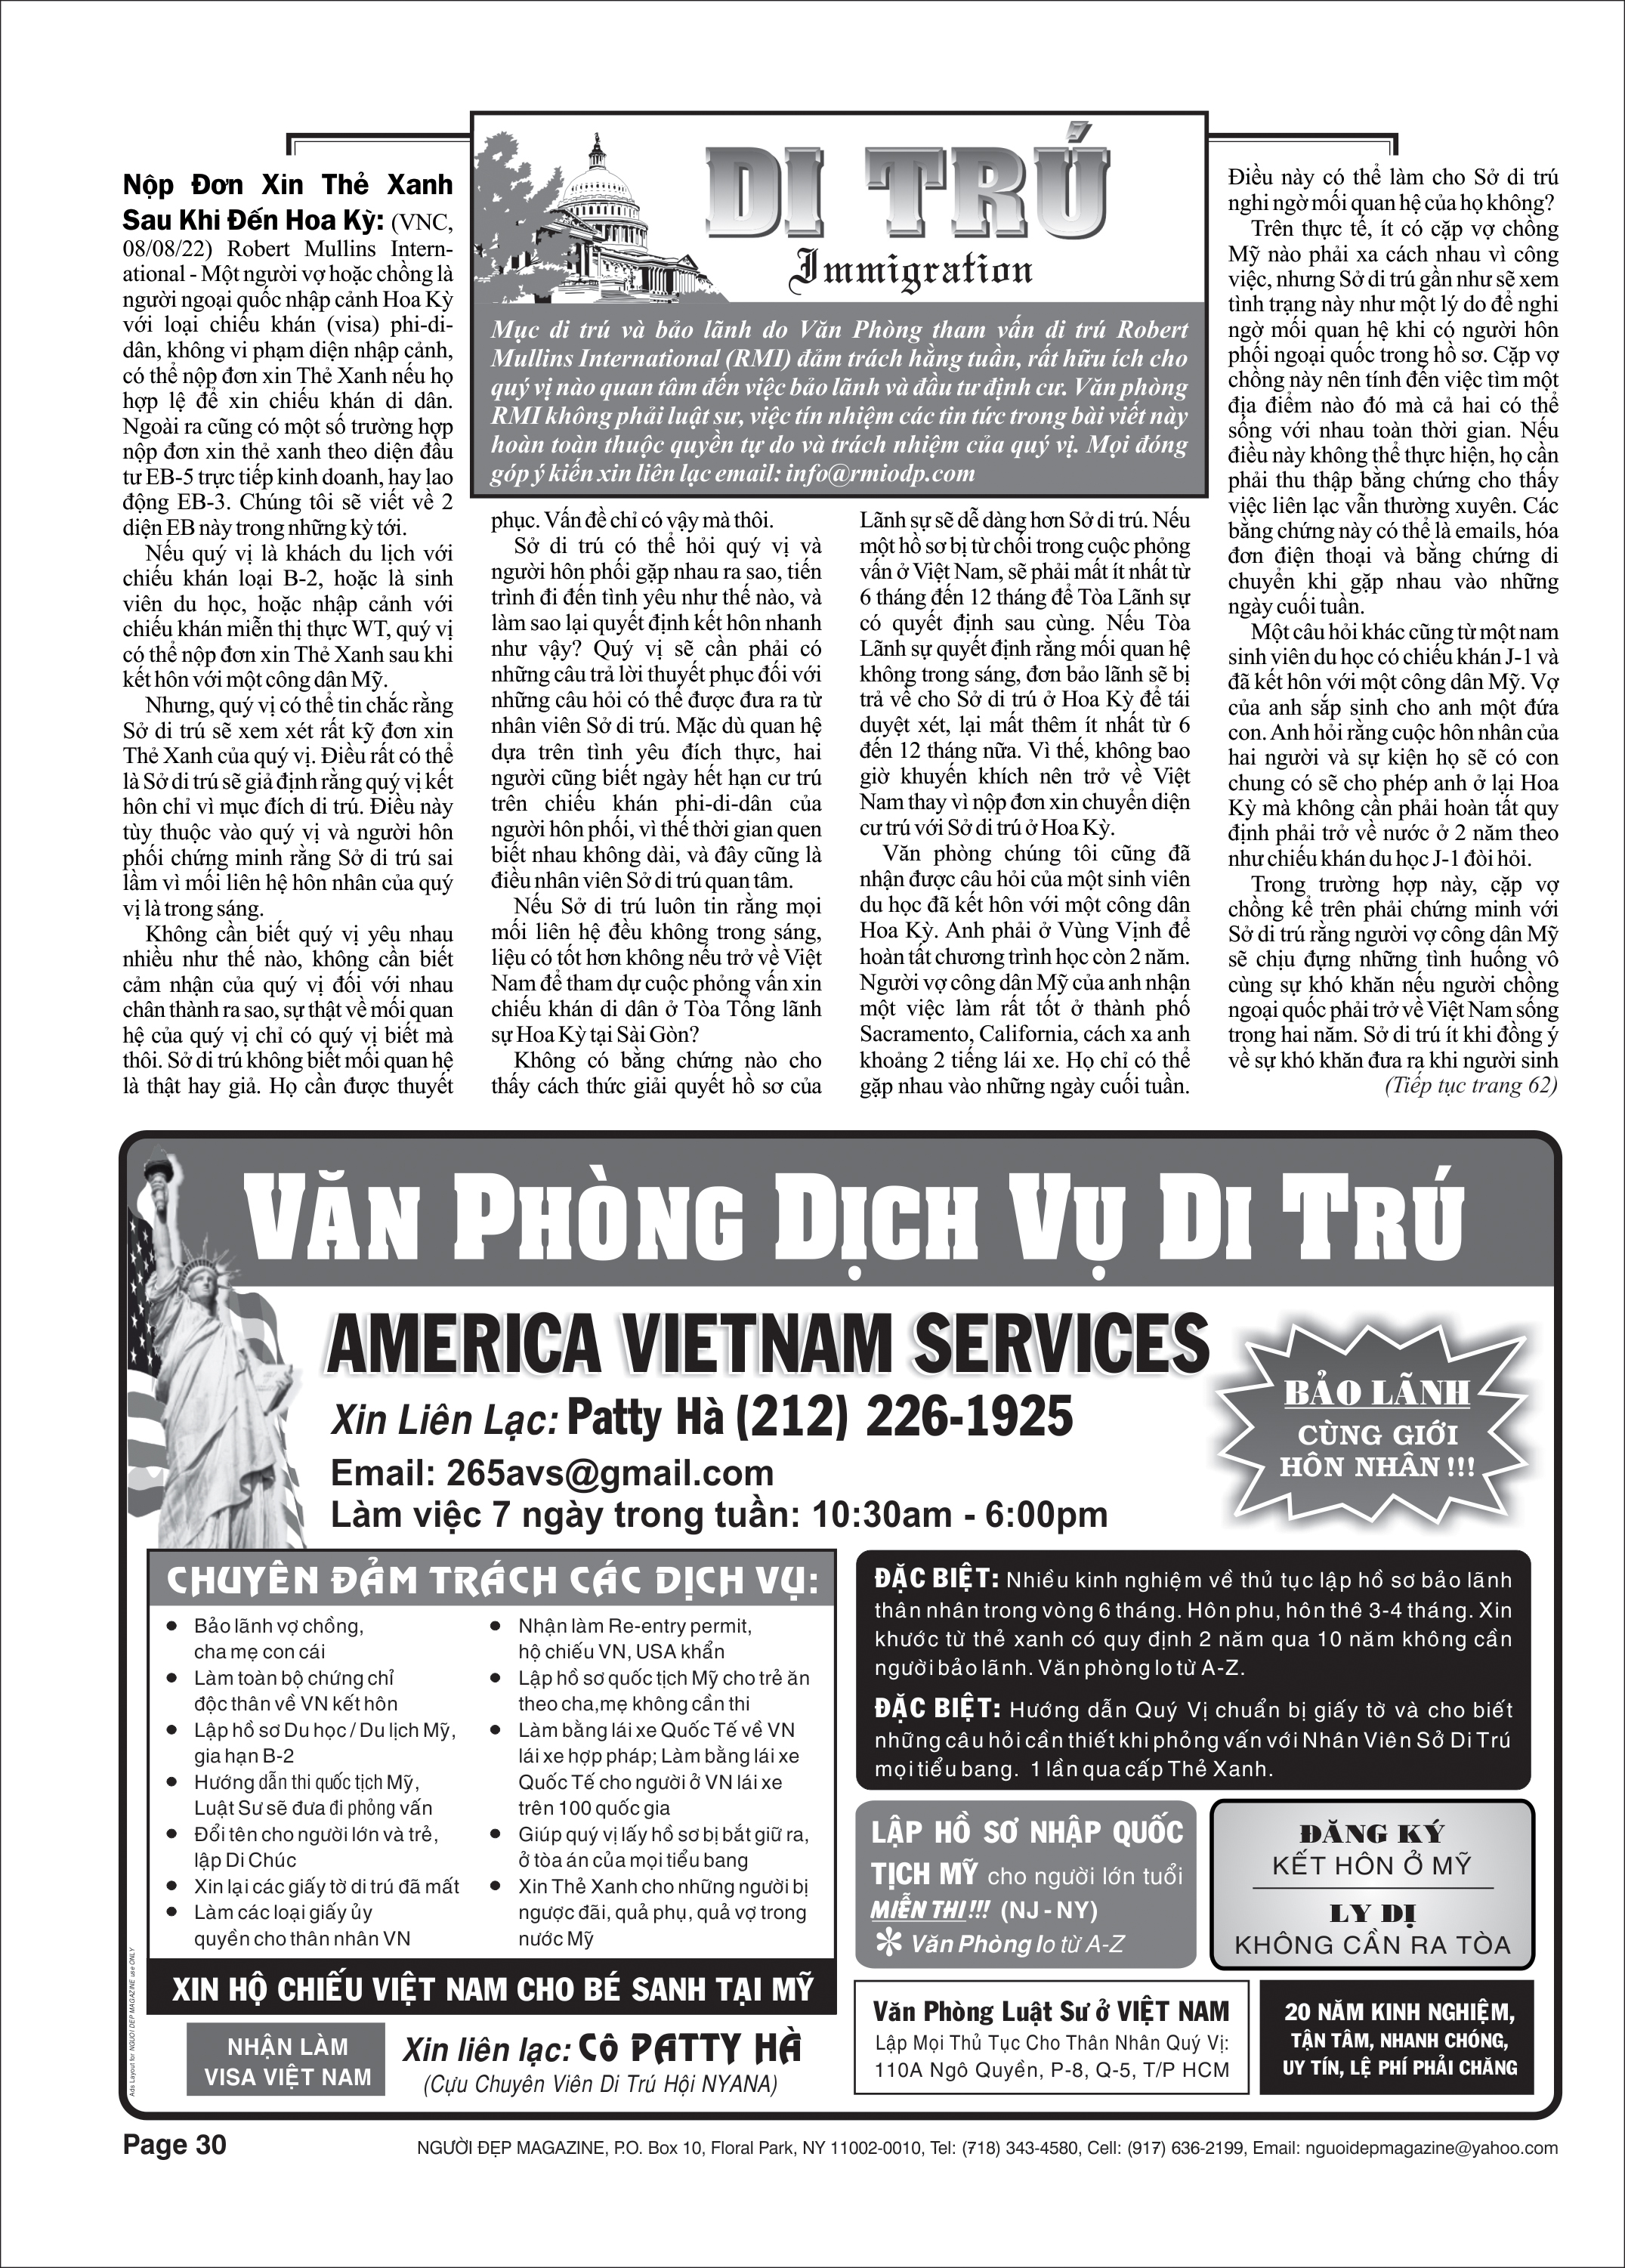 DI TRÚ
Immigration
Mục di trú và bảo lãnh do Văn Phòng tham vấn di trú Robert
Mullins International (RMI) đảm trách hằng tuần, rất hữu ích cho
quý vị nào quan tâm đến việc bảo lãnh và đầu tư định cư. Văn phòng
RMI không phải luật sư, việc tín nhiệm các tin tức trong bài viết này
hoàn toàn thuộc quyền tự do và trách nhiệm của quý vị. Mọi đóng
góp ý kiến xin liên lạc email: info@rmiodp.com
Nộp Đơn Xin Thẻ Xanh
Sau Khi Đến Hoa Kỳ: (VNC,
08/08/22) Robert Mullins Intern-
ational - Một người vợ hoặc chồng là
người ngoại quốc nhập cảnh Hoa Kỳ
với loại chiếu khán (visa) phi-di-
dân, không vi phạm diện nhập cảnh,
có thể nộp đơn xin Thẻ Xanh nếu họ
hợp lệ để xin chiếu khán di dân.
Ngoài ra cũng có một số trường hợp
nộp đơn xin thẻ xanh theo diện đầu
tư EB-5 trực tiếp kinh doanh, hay lao
động EB-3. Chúng tôi sẽ viết về 2
diện EB này trong những kỳ tới.
Nếu quý vị là khách du lịch với
chiếu khán loại B-2, hoặc là sinh
viên du học, hoặc nhập cảnh với
chiếu khán miễn thị thực WT, quý vị
có thể nộp đơn xin Thẻ Xanh sau khi
kết hôn với một công dân Mỹ.
Nhưng, quý vị có thể tin chắc rằng
Sở di trú sẽ xem xét rất kỹ đơn xin
Thẻ Xanh của quý vị. Điều rất có thể
là Sở di trú sẽ giả định rằng quý vị kết
hôn chỉ vì mục đích di trú. Điều này
tùy thuộc vào quý vị và người hôn
phối chứng minh rằng Sở di trú sai
lầm vì mối liên hệ hôn nhân của quý
vị là trong sáng.
Không cần biết quý vị yêu nhau
nhiều như thế nào, không cần biết
cảm nhận của quý vị đối với nhau
chân thành ra sao, sự thật về mối quan
hệ của quý vị chỉ có quý vị biết mà
thôi. Sở di trú không biết mối quan hệ
là thật hay giả. Họ cần được thuyết
phục. Vấn đề chỉ có vậy mà thôi.
Sở di trú có thể hỏi quý vị và
người hôn phối gặp nhau ra sao, tiến
trình đi đến tình yêu như thế nào, và
làm sao lại quyết định kết hôn nhanh
như vậy? Quý vị sẽ cần phải có
những câu trả lời thuyết phục đối với
những câu hỏi có thể được đưa ra từ
nhân viên Sở di trú. Mặc dù quan hệ
dựa trên tình yêu đích thực, hai
người cũng biết ngày hết hạn cư trú
trên chiếu khán phi-di-dân của
người hôn phối, vì thế thời gian quen
biết nhau không dài, và đây cũng là
điều nhân viên Sở di trú quan tâm.
Nếu Sở di trú luôn tin rằng mọi
mối liên hệ đều không trong sáng,
liệu có tốt hơn không nếu trở về Việt
Nam để tham dự cuộc phỏng vấn xin
chiếu khán di dân ở Tòa Tổng lãnh
sự Hoa Kỳ tại Sài Gòn?
Không có bằng chứng nào cho
thấy cách thức giải quyết hồ sơ của
Lãnh sự sẽ dễ dàng hơn Sở di trú. Nếu
một hồ sơ bị từ chối trong cuộc phỏng
vấn ở Việt Nam, sẽ phải mất ít nhất từ
6 tháng đến 12 tháng để Tòa Lãnh sự
có quyết định sau cùng. Nếu Tòa
Lãnh sự quyết định rằng mối quan hệ
không trong sáng, đơn bảo lãnh sẽ bị
trả về cho Sở di trú ở Hoa Kỳ để tái
duyệt xét, lại mất thêm ít nhất từ 6
đến 12 tháng nữa. Vì thế, không bao
giờ khuyến khích nên trở về Việt
Nam thay vì nộp đơn xin chuyển diện
cư trú với Sở di trú ở Hoa Kỳ.
Văn phòng chúng tôi cũng đã
nhận được câu hỏi của một sinh viên
du học đã kết hôn với một công dân
Hoa Kỳ. Anh phải ở Vùng Vịnh để
hoàn tất chương trình học còn 2 năm.
Người vợ công dân Mỹ của anh nhận
một việc làm rất tốt ở thành phố
Sacramento, California, cách xa anh
khoảng 2 tiếng lái xe. Họ chỉ có thể
gặp nhau vào những ngày cuối tuần.
Điều này có thể làm cho Sở di trú
nghi ngờ mối quan hệ của họ không?
Trên thực tế, ít có cặp vợ chồng
Mỹ nào phải xa cách nhau vì công
việc, nhưng Sở di trú gần như sẽ xem
tình trạng này như một lý do để nghi
ngờ mối quan hệ khi có người hôn
phối ngoại quốc trong hồ sơ. Cặp vợ
chồng này nên tính đến việc tìm một
địa điểm nào đó mà cả hai có thể
sống với nhau toàn thời gian. Nếu
điều này không thể thực hiện, họ cần
phải thu thập bằng chứng cho thấy
việc liên lạc vẫn thường xuyên. Các
bằng chứng này có thể là emails, hóa
đơn điện thoại và bằng chứng di
chuyển khi gặp nhau vào những
ngày cuối tuần.
Một câu hỏi khác cũng từ một nam
sinh viên du học có chiếu khán J-1 và
đã kết hôn với một công dân Mỹ. Vợ
của anh sắp sinh cho anh một đứa
con. Anh hỏi rằng cuộc hôn nhân của
hai người và sự kiện họ sẽ có con
chung có sẽ cho phép anh ở lại Hoa
Kỳ mà không cần phải hoàn tất quy
định phải trở về nước ở 2 năm theo
như chiếu khán du học J-1 đòi hỏi.
Trong trường hợp này, cặp vợ
chồng kể trên phải chứng minh với
Sở di trú rằng người vợ công dân Mỹ
sẽ chịu đựng những tình huống vô
cùng sự khó khăn nếu người chồng
ngoại quốc phải trở về Việt Nam sống
trong hai năm. Sở di trú ít khi đồng ý
về sự khó khăn đưa ra khi người sinh
(Tiếp tục trang 62)
VĂN PHÒNG DỊCH VỤ DI TRÚ
AMERICA VIETNAM SERVICES
Xin Liên Lạc: Patty Hà (212) 226-1925
Email: 265avs@gmail.com
Làm việc 7 ngày trong tuần: 10:30am - 6:00pm
BẢO LÃNH
CÙNG GIỚI
HÔN NHÂN !!!
CHUYÊN ĐẢM TRÁCH CÁC DỊCH VỤ:
• Bảo lãnh vợ chồng,
cha mẹ con cái
• Làm toàn bộ chứng chỉ
độc thân về VN kết hôn
• Lập hồ sơ Du học / Du lịch Mỹ,
gia hạn B-2
• Hướng dẫn thi quốc tịch Mỹ,
Luật Sư sẽ đưa đi phỏng vấn
• Đổi tên cho người lớn và trẻ,
lập Di Chúc
• Xin lại các giấy tờ di trú đã mất
• Làm các loại giấy ủy
quyền cho thân nhân VN
• Nhận làm Re-entry permit,
hộ chiếu VN, USA khẩn
• Lập hồ sơ quốc tịch Mỹ cho trẻ ăn
theo cha,mẹ không cần thi
• Làm bằng lái xe Quốc Tế về VN
lái xe hợp pháp; Làm bằng lái xe
Quốc Tế cho người ở VN lái xe
trên 100 quốc gia
• Giúp quý vị lấy hồ sơ bị bắt giữ ra,
ở tòa án của mọi tiểu bang
• Xin Thẻ Xanh cho những người bị
ngược đãi, quả phụ, quả vợ trong
nước Mỹ
XIN HỘ CHIẾU VIỆT NAM CHO BÉ SANH TẠI MỸ
NHẬN LÀM
VISA VIỆT NAM
Xin liên lạc: Cô PATTY HÀ
(Cựu Chuyên Viên Di Trú Hội NYANA)
ĐẶC BIỆT: Nhiều kinh nghiệm về thủ tục lập hồ sơ bảo lãnh
thân nhân trong vòng 6 tháng. Hôn phu, hôn thê 3-4 tháng. Xin
khước từ thẻ xanh có quy định 2 năm qua 10 năm không cần
người bảo lãnh. Văn phòng lo từ A-Z.
ĐẶC BIỆT: Hướng dẫn Quý Vị chuẩn bị giấy tờ và cho biết
những câu hỏi cần thiết khi phỏng vấn với Nhân Viên Sở Di Trú
mọi tiểu bang. 1 lần qua cấp Thẻ Xanh.
LẬP HỒ SƠ NHẬP QUỐC
TỊCH MỸ cho người lớn tuổi
MIỄN THI!!! (NJ - NY)
✻ Văn Phòng lo từ A-Z
ĐĂNG KÝ
KẾT HÔN Ở MỸ
LY DỊ
KHÔNG CẦN RA TÒA
Văn Phòng Luật Sư ở VIỆT NAM
Lập Mọi Thủ Tục Cho Thân Nhân Quý Vị:
110A Ngô Quyền, P-8, Q-5, T/P HCM
20 NĂM KINH NGHIỆM,
TẬN TÂM, NHANH CHÓNG,
UY TÍN, LỆ PHÍ PHẢI CHĂNG
Ads Layout for NGUOI DEP MAGAZINE use ONLY
Page 30
NGƯỜI ĐẸP MAGAZINE, P.O. Box 10, Floral Park, NY 11002-0010, Tel: (718) 343-4580, Cell: (917) 636-2199, Email: nguoidepmagazine@yahoo.com